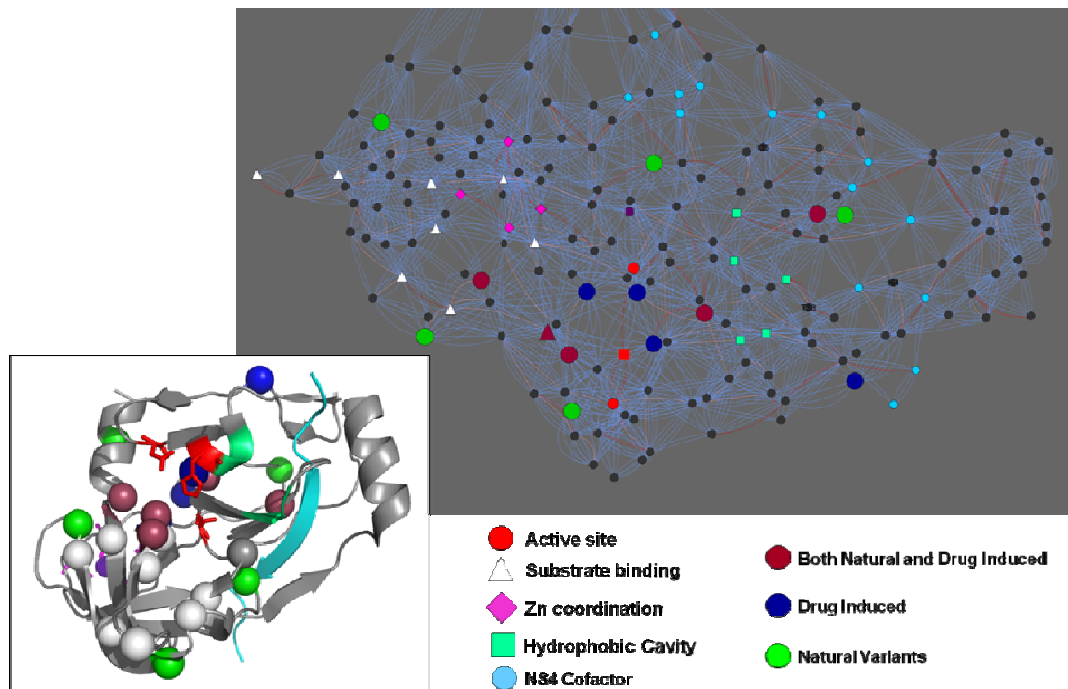 Active site
Substrate binding
Zn coordination
Hydrophobic Cavity
NS4 Cofactor
Both Natural and Drug Induced
Drug Induced
Natural Variants